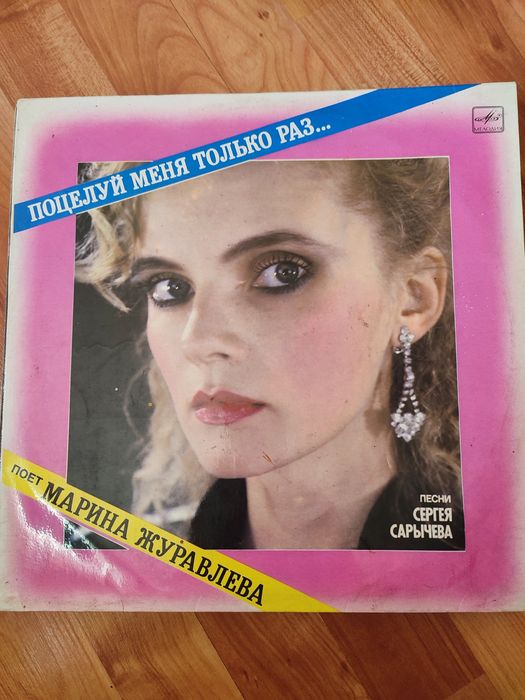 МЕЛОДИЯ
ПОЦЕЛУЙ МЕНЯ ТОЛЬКО РАЗ...
ПОЕТ МАРИНА ЖУРАВЛЕВА
ПЕСНИ
СЕРГЕЯ
САРЫЧЕВА